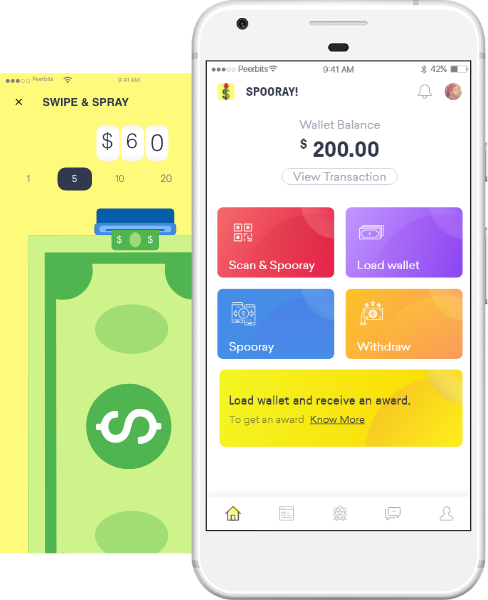 Peerbits
9:41 AM
× SWIPE & SPRAY
$ 6 0
1 5 10 20
$ $
$
Peerbits
9:41 AM
42%
SPOORAY!
Wallet Balance
$ 200.00
View Transaction
Scan & Spooray
Load wallet
Spooray
Withdraw
Load wallet and receive an award.
To get an award Know More